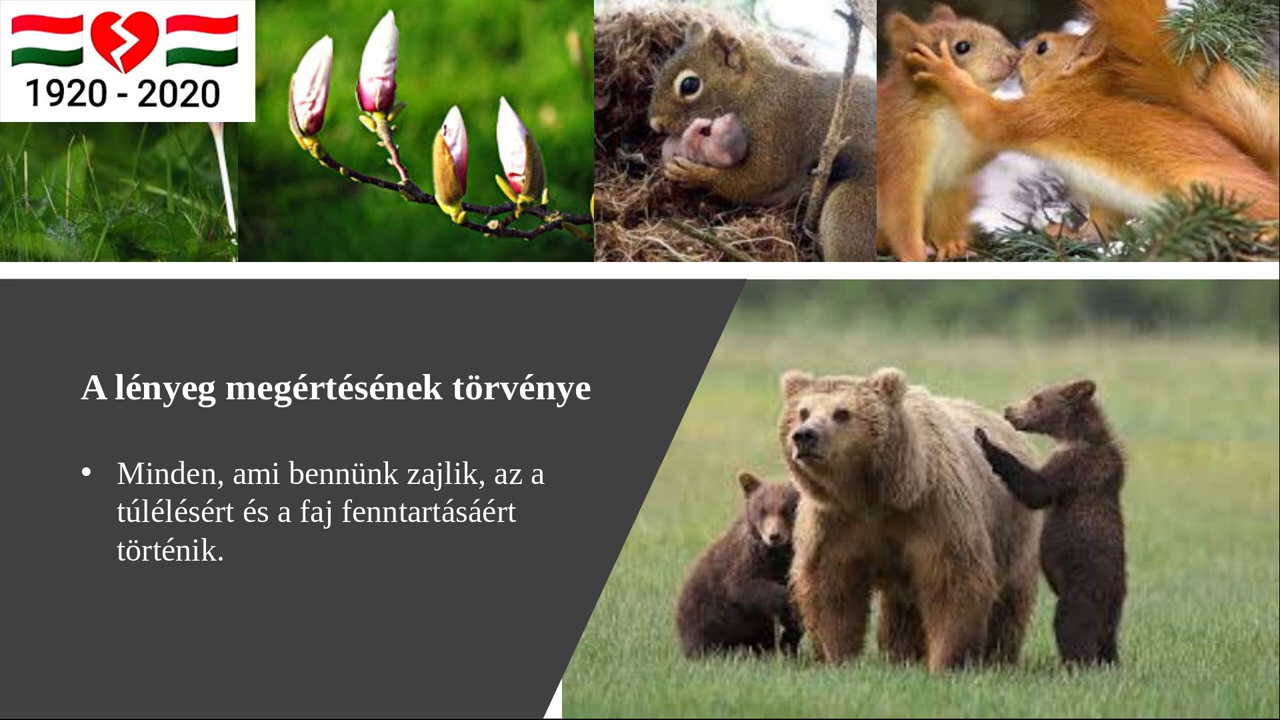 1920 - 2020
A lényeg megértésének törvénye
• Minden, ami bennünk zajlik, az a
túlélésért és a faj fenntartásáért
történik.